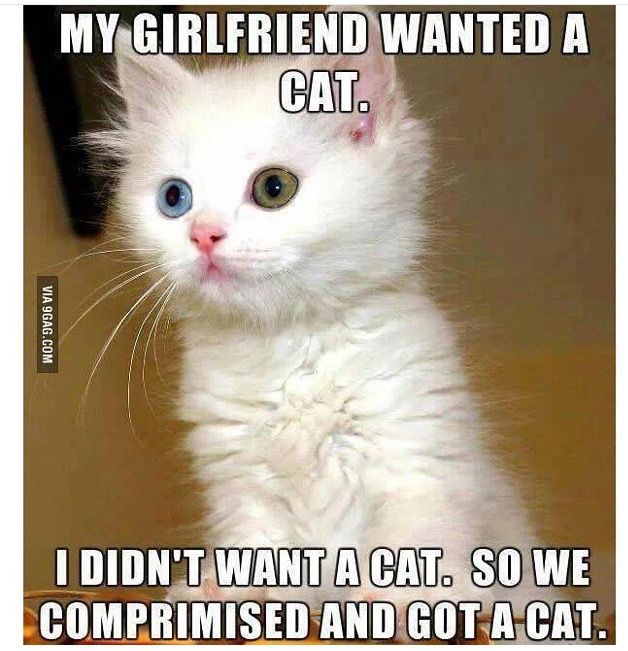 MY GIRLFRIEND WANTED A
CAT.
VIA 9GAG.COM
I DIDN'T WANT A CAT. SO WE
COMPRIMISED AND GOT A CAT.